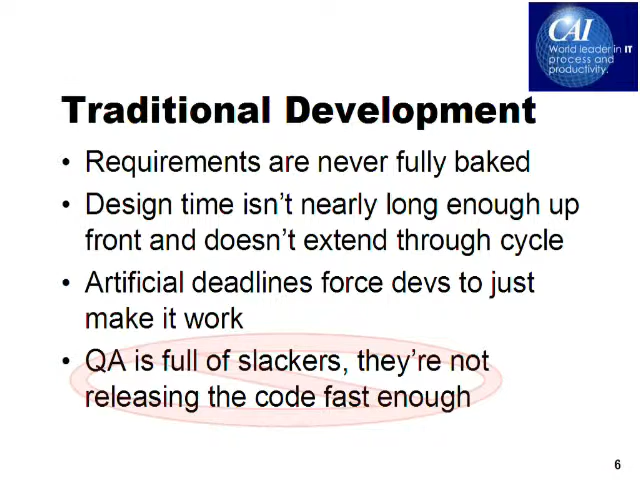 CAI
World leader in IT
process and
productivity.
Traditional Development
• Requirements are never fully baked
• Design time isn't nearly long enough up
front and doesn't extend through cycle
• Artificial deadlines force devs to just
make it work
• QA is full of slackers, they're not
releasing the code fast enough
6